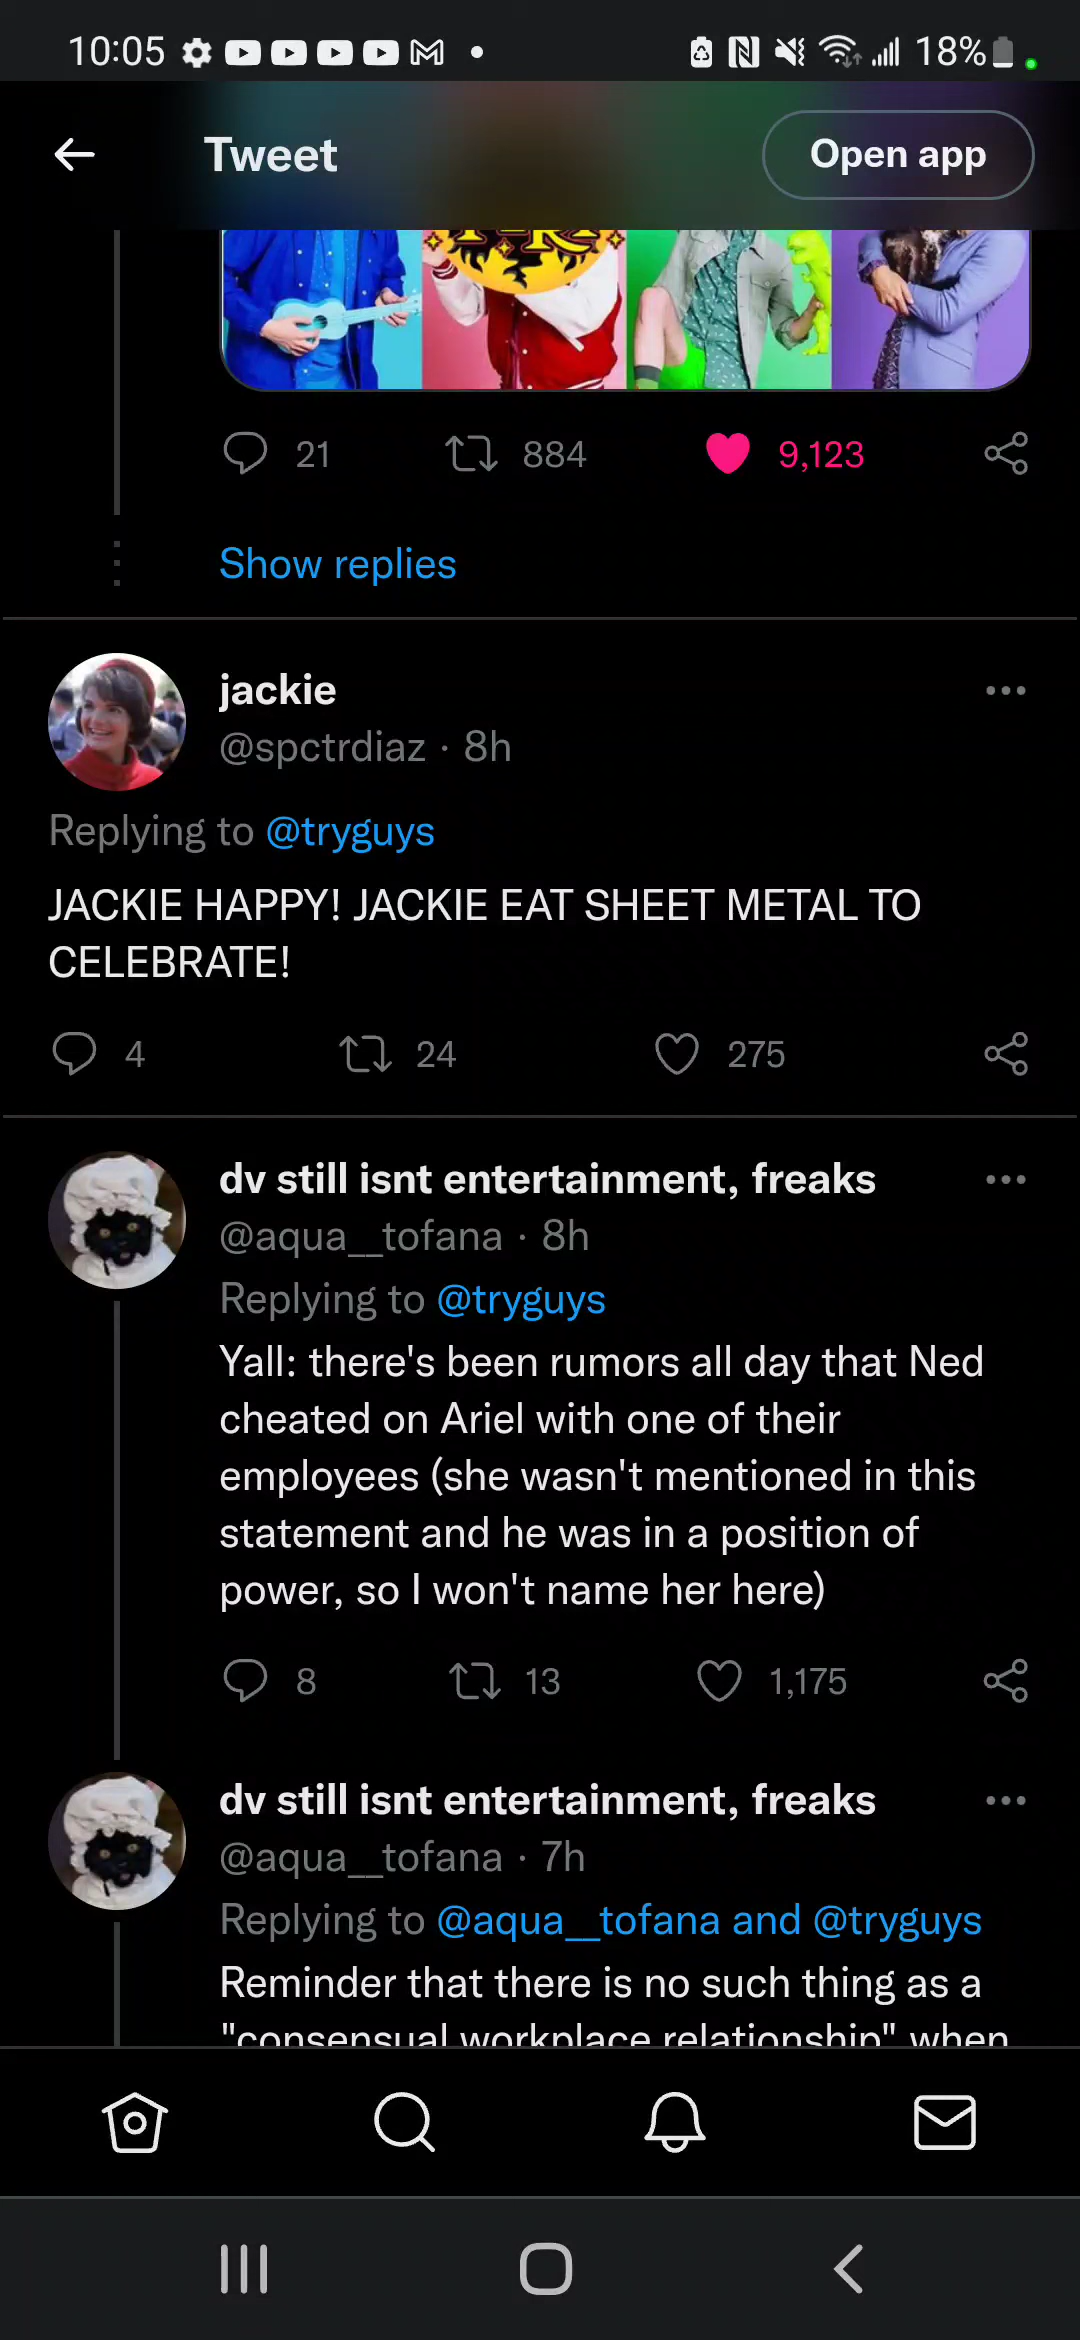 10:05
18%
Tweet
Open app
21
884
9,123
Show replies
jackie
@spctrdiaz · 8h
Replying to @tryguys
JACKIE HAPPY! JACKIE EAT SHEET METAL TO
CELEBRATE!
4
24
275
dv still isnt entertainment, freaks
@aqua__tofana · 8h
Replying to @tryguys
Yall: there's been rumors all day that Ned
cheated on Ariel with one of their
employees (she wasn't mentioned in this
statement and he was in a position of
power, so I won't name her here)
8
13
1,175
dv still isnt entertainment, freaks
@aqua__tofana · 7h
Replying to @aqua__tofana and @tryguys
Reminder that there is no such thing as a
"consensual workplace relationship" when